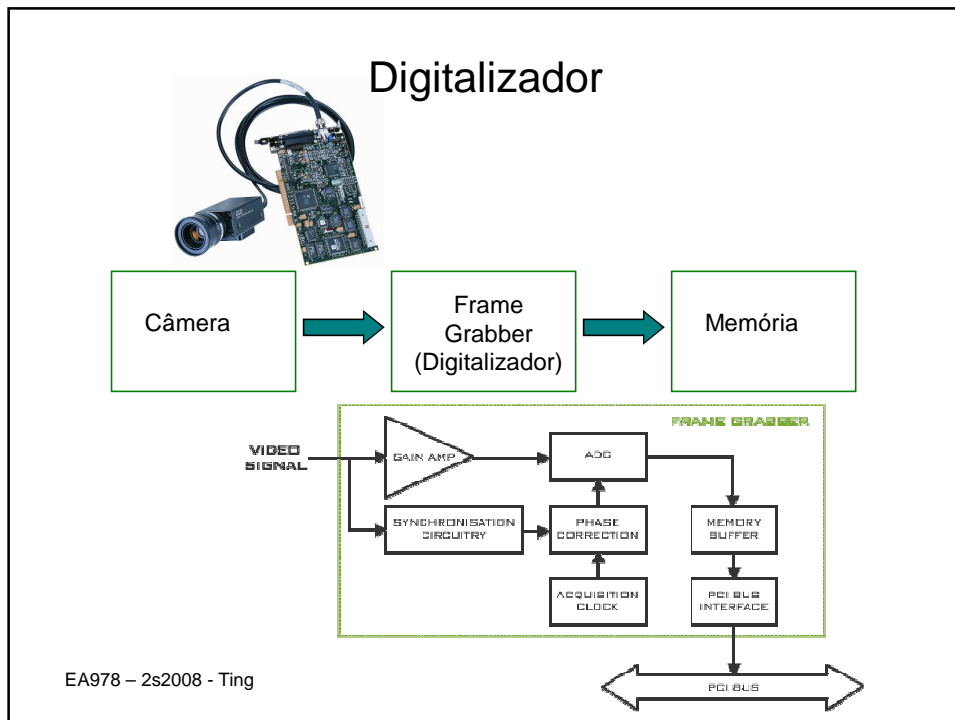 Digitalizador
Câmera
Frame
Grabber
(Digitalizador)
Memória
FRAME GRABBER
VIDEO
SIGNAL
GAIN AMP
ADC
SYNCHRONISATION
CIRCUITRY
PHASE
CORRECTION
MEMORY
BUFFER
ACQUISITION
CLOCK
PCI BUS
INTERFACE
PCI BUS
EA978 – 2s2008 - Ting